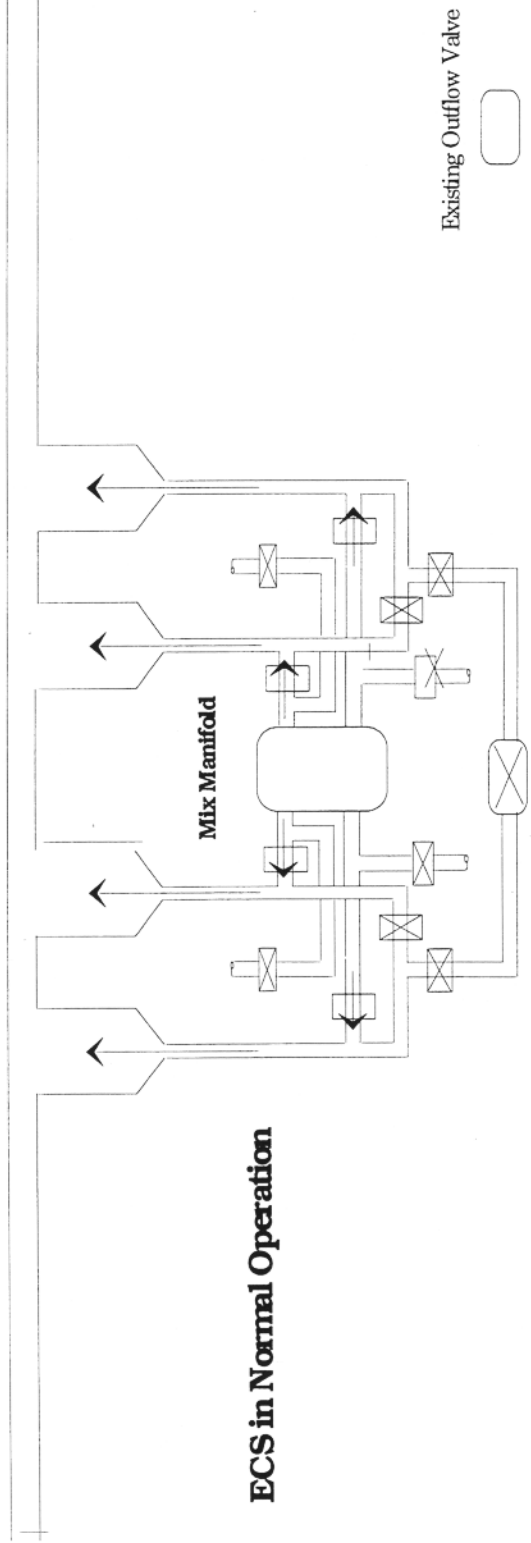 Existing Outflow Valve
Mix Manifold
ECS in Normal Operation